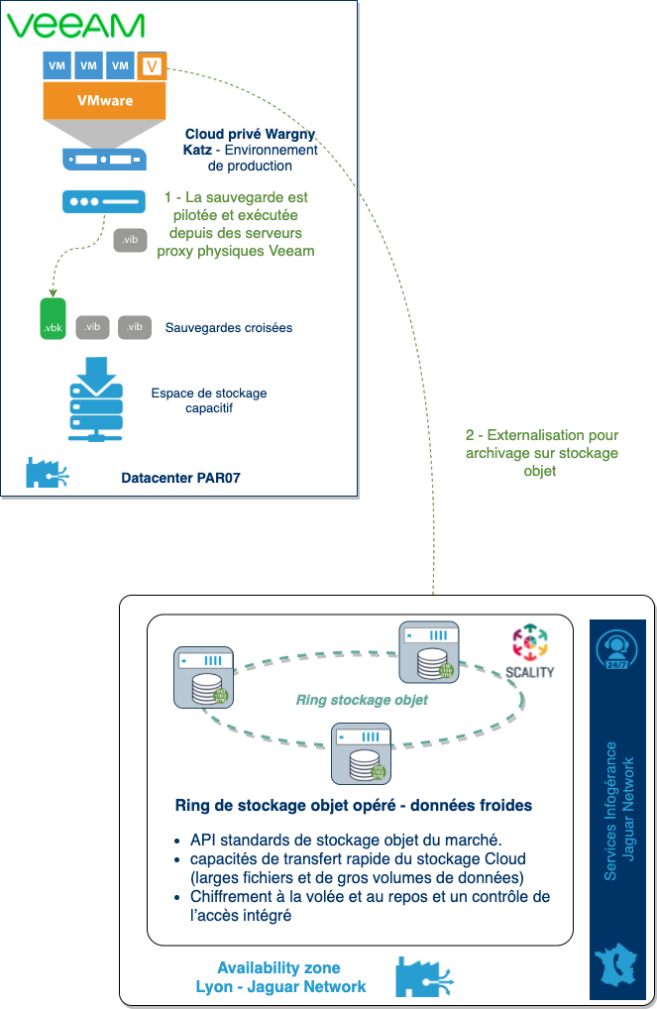 veeAM
VM VM VM V
VMware
Cloud privé Wargny
Katz - Environnement
de production
1 - La sauvegarde est
pilotée et exécutée
depuis des serveurs
proxy physiques Veeam
.vib
.vbk .vib .vib
Sauvegardes croisées
Espace de stockage
capacitif
Datacenter PAR07
2 - Externalisation pour
archivage sur stockage
objet
SCALITY
Ring stockage objet
Ring de stockage objet opéré - données froides
• API standards de stockage objet du marché.
• capacités de transfert rapide du stockage Cloud
(larges fichiers et de gros volumes de données)
• Chiffrement à la volée et au repos et un contrôle de
l’accès intégré
Availability zone
Lyon - Jaguar Network
24/7
Services Infogérance
Jaguar Network